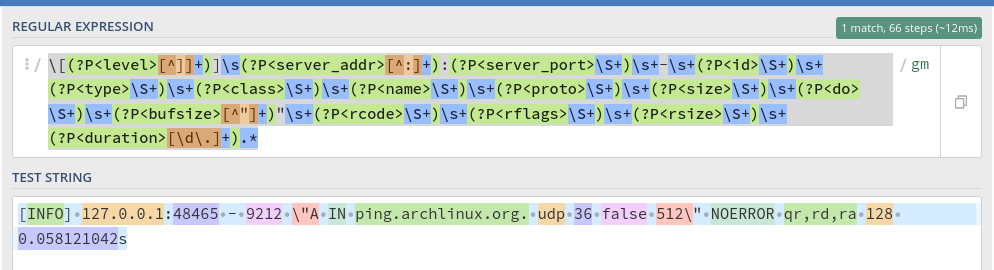 REGULAR EXPRESSION
1 match, 66 steps (~12ms)
/ \[(?P<level>[^]]+)]\s(?P<server_addr>[^:]+):(?P<server_port>\S+)\s+-\s+(?P<id>\S+)\s+ / gm
(?P<type>\S+)\s+(?P<class>\S+)\s+(?P<name>\S+)\s+(?P<proto>\S+)\s+(?P<size>\S+)\s+(?P<do>
\S+)\s+(?P<bufsize>[^"]+)"\s+(?P<rcode>\S+)\s+(?P<rflags>\S+)\s+(?P<rsize>\S+)\s+
(?P<duration>[\d\.]+).*
TEST STRING
[INFO]·127.0.0.1:48465·-·9212·\"A·IN·ping.archlinux.org.·udp·36·false·512\"·NOERROR·qr,rd,ra·128·
0.058121042s